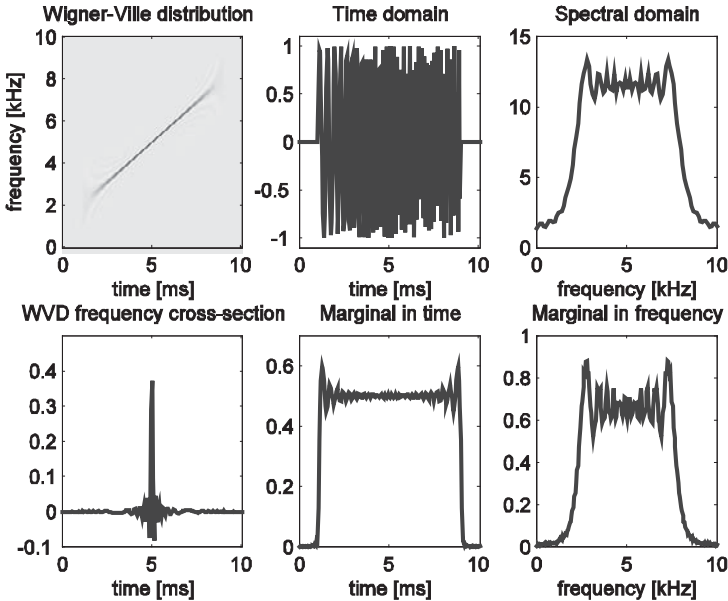 Wigner-Ville distribution
10
8
6
4
2
0
frequency [kHz]
0 5 10
time [ms]
Time domain
1
0.5
0
-0.5
-1
0 5 10
time [ms]
Spectral domain
15
10
5
0
0 5 10
frequency [kHz]
WVD frequency cross-section
0.4
0.3
0.2
0.1
0
-0.1
0 5 10
time [ms]
Marginal in time
0.6
0.4
0.2
0
0 5 10
time [ms]
Marginal in frequency
1
0.8
0.6
0.4
0.2
0
0 5 10
frequency [kHz]